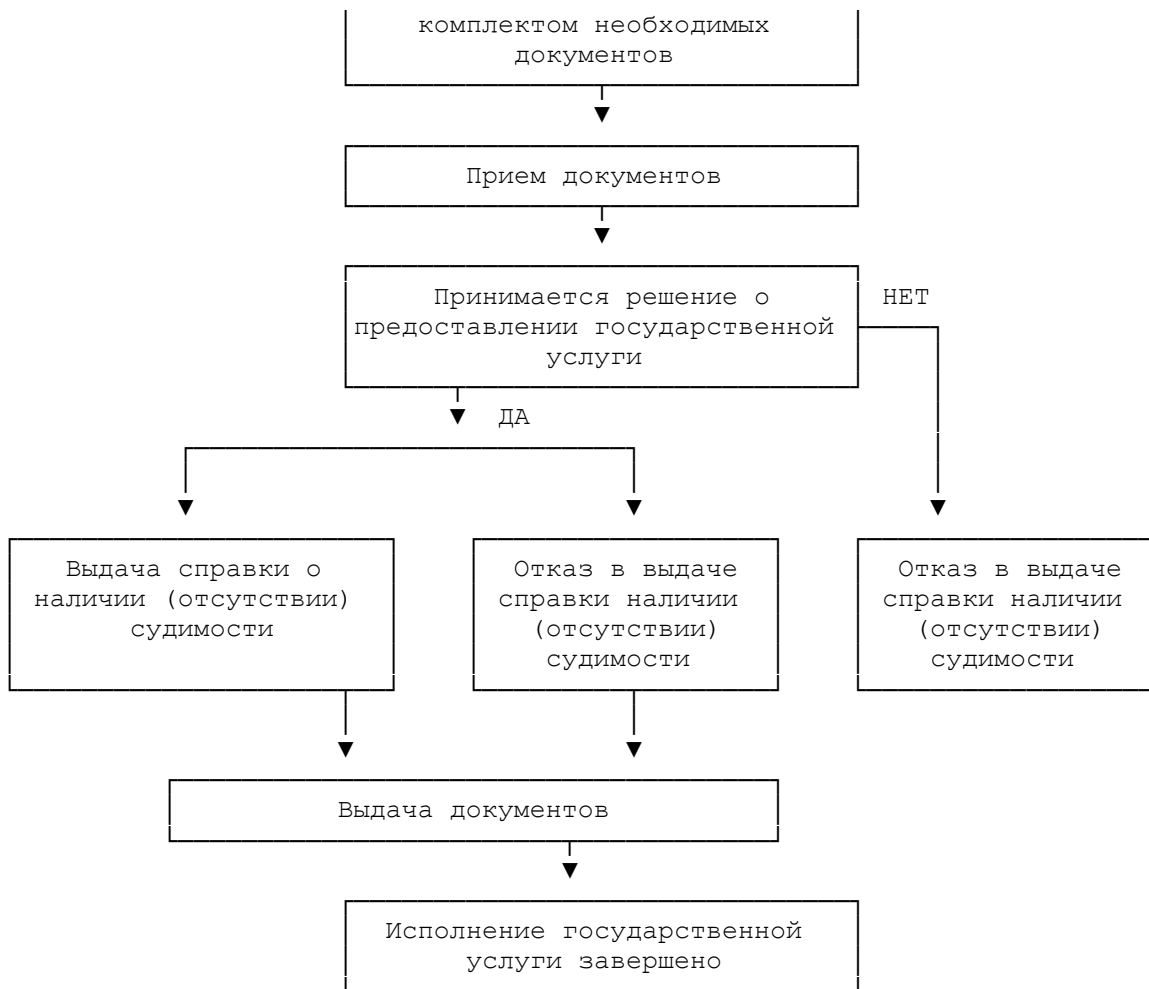 комплектом необходимых
документов
Прием документов
Принимается решение о
предоставлении государственной
услуги
НЕТ
ДА
Выдача справки о
наличии (отсутствии)
судимости
Отказ в выдаче
справки наличии
(отсутствии)
судимости
Отказ в выдаче
справки наличии
(отсутствии)
судимости
Выдача документов
Исполнение государственной
услуги завершено